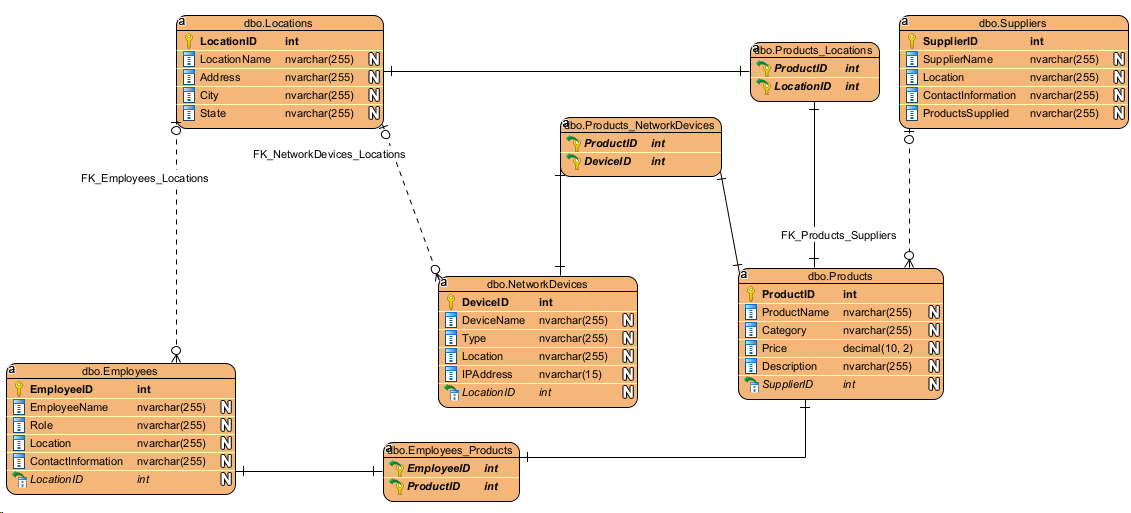 a
dbo.Locations
LocationID int
LocationName nvarchar(255) N
Address nvarchar(255) N
City nvarchar(255) N
State nvarchar(255) N
a
dbo.Products_Locations
ProductID int
LocationID int
a
dbo.Suppliers
SupplierID int
SupplierName nvarchar(255) N
Location nvarchar(255) N
ContactInformation nvarchar(255) N
ProductsSupplied nvarchar(255) N
a
dbo.Products_NetworkDevices
ProductID int
DeviceID int
FK_NetworkDevices_Locations
FK_Employees_Locations
FK_Products_Suppliers
a
dbo.NetworkDevices
DeviceID int
DeviceName nvarchar(255) N
Type nvarchar(255) N
Location nvarchar(255) N
IPAddress nvarchar(15) N
LocationID int N
a
dbo.Products
ProductID int
ProductName nvarchar(255) N
Category nvarchar(255) N
Price decimal(10, 2) N
Description nvarchar(255) N
SupplierID int N
a
dbo.Employees
EmployeeID int
EmployeeName nvarchar(255) N
Role nvarchar(255) N
Location nvarchar(255) N
ContactInformation nvarchar(255) N
LocationID int N
a
dbo.Employees_Products
EmployeeID int
ProductID int